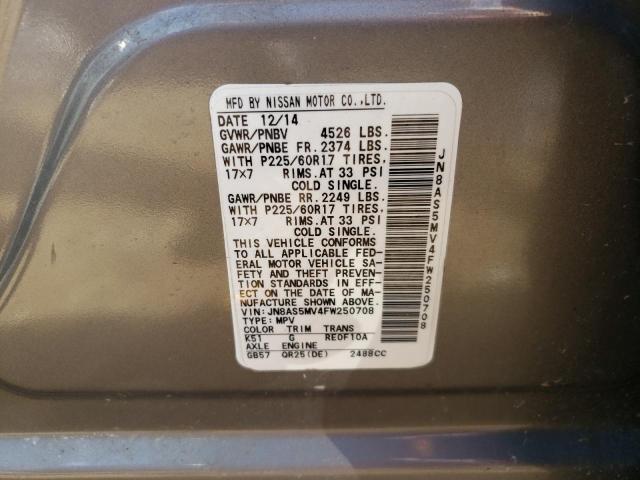 MFD BY NISSAN MOTOR CO.,LTD.
DATE 12/14
GVWR/PNBV 4526 LBS.
GAWR/PNBE FR. 2374 LBS.
WITH P225/60R17 TIRES,
17×7 RIMS. AT 33 PSI
COLD SINGLE.
GAWR/PNBE RR. 2249 LBS.
WITH P225/60R17 TIRES,
17×7 RIMS. AT 33 PSI
COLD SINGLE.
THIS VEHICLE CONFORMS
TO ALL APPLICABLE FED-
ERAL MOTOR VEHICLE SA-
FETY AND THEFT PREVEN-
TION STANDARDS IN EFF-
ECT ON THE DATE OF MA-
NUFACTURE SHOWN ABOVE.
VIN:JN8AS5MV4FW250708
TYPE:MPV
COLOR TRIM TRANS
K51 G RE0F10A
AXLE ENGINE
GB57 QR25(DE) 2488CC
JN8AS5MV4FW250708